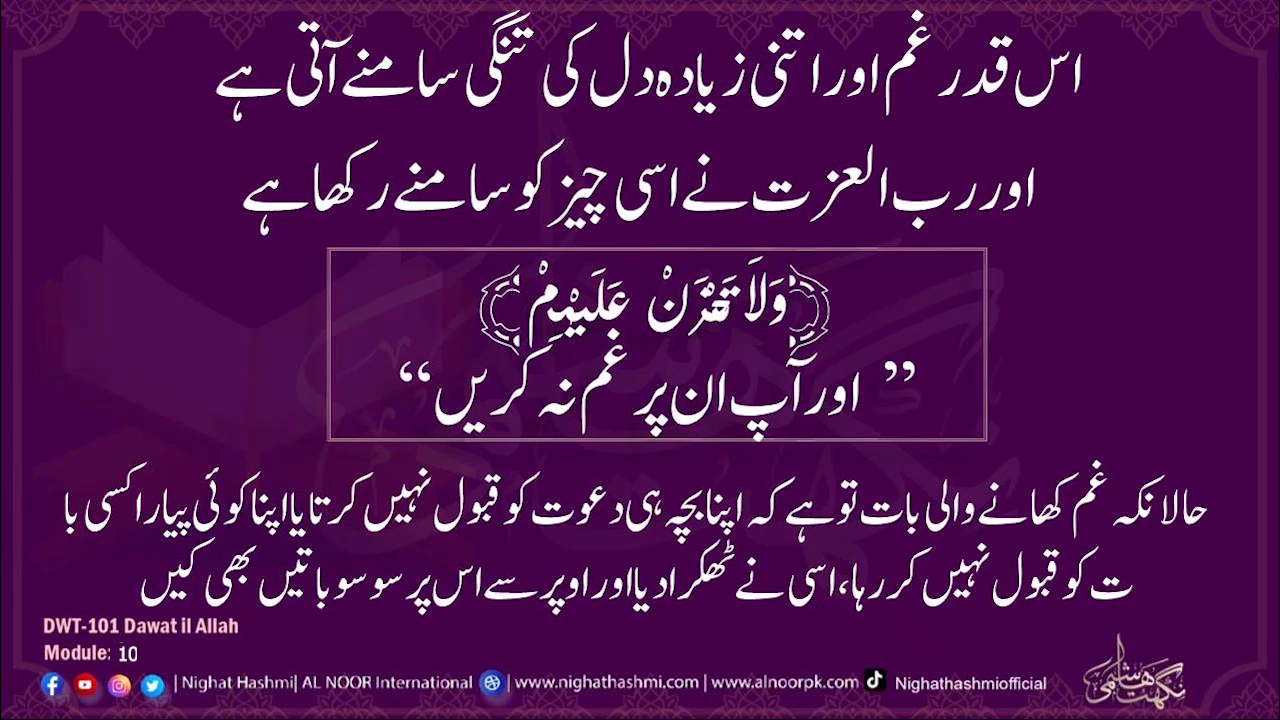 اس قدر غم اور اتنی زیادہ دل کی تنگی سامنے آتی ہے
اور رب العزت نے اسی چیز کو سامنے رکھا ہے
﴿وَلَا تَحْزَنْ عَلَيْهِمْ﴾
” اور آپ ان پر غم نہ کریں “
حالانکہ غم کھانے والی بات تو ہے کہ اپنا بچہ ہی دعوت کو قبول نہیں کرتا یا اپنا کوئی پیارا کسی با
ت کو قبول نہیں کر رہا، اسی نے ٹھکرا دیا اور اوپر سے اس پر سو سو باتیں بھی کیں
DWT-101 Dawat il Allah
Module: 10
| Nighat Hashmi| AL NOOR International | www.nighathashmi.com | www.alnoorpk.com Nighathashmiofficial
نگہت ہاشمی